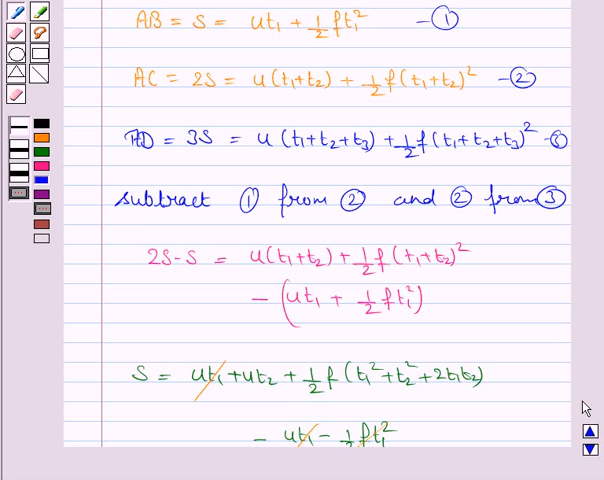 AB = S = ut₁ + ½ft₁² —①
AC = 2S = u(t₁+t₂) + ½f(t₁+t₂)² —②
AD = 3S = u(t₁+t₂+t₃) + ½f(t₁+t₂+t₃)² —③
subtract ① from ② and ② from ③
2S-S = u(t₁+t₂) + ½f(t₁+t₂)²
- (ut₁ + ½ft₁²)
S = ut₁ + ut₂ + ½f(t₁²+t₂²+2t₁t₂)
- ut₁ - ½ft₁²